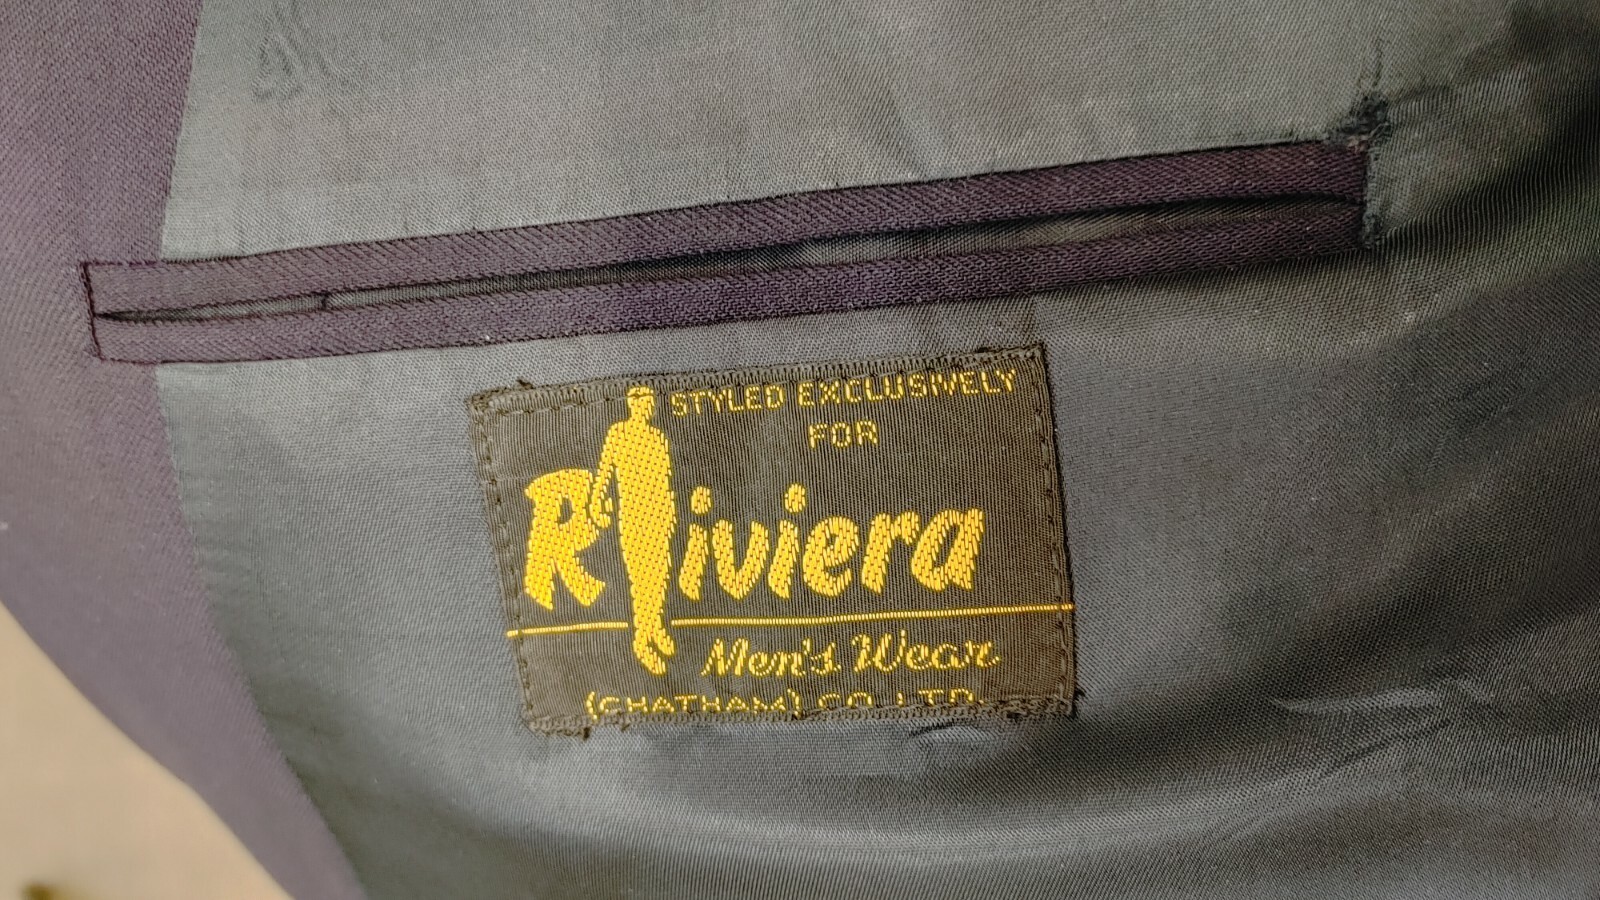 STYLED EXCLUSIVELY
FOR
Riviera
Men's Wear
(CHATHAM) CO. LTD.